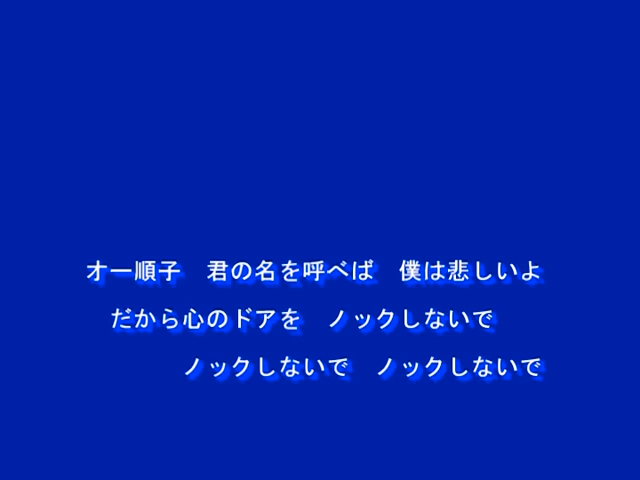 オー順子　君の名を呼べば　僕は悲しいよ
だから心のドアを　ノックしないで
ノックしないで　ノックしないで